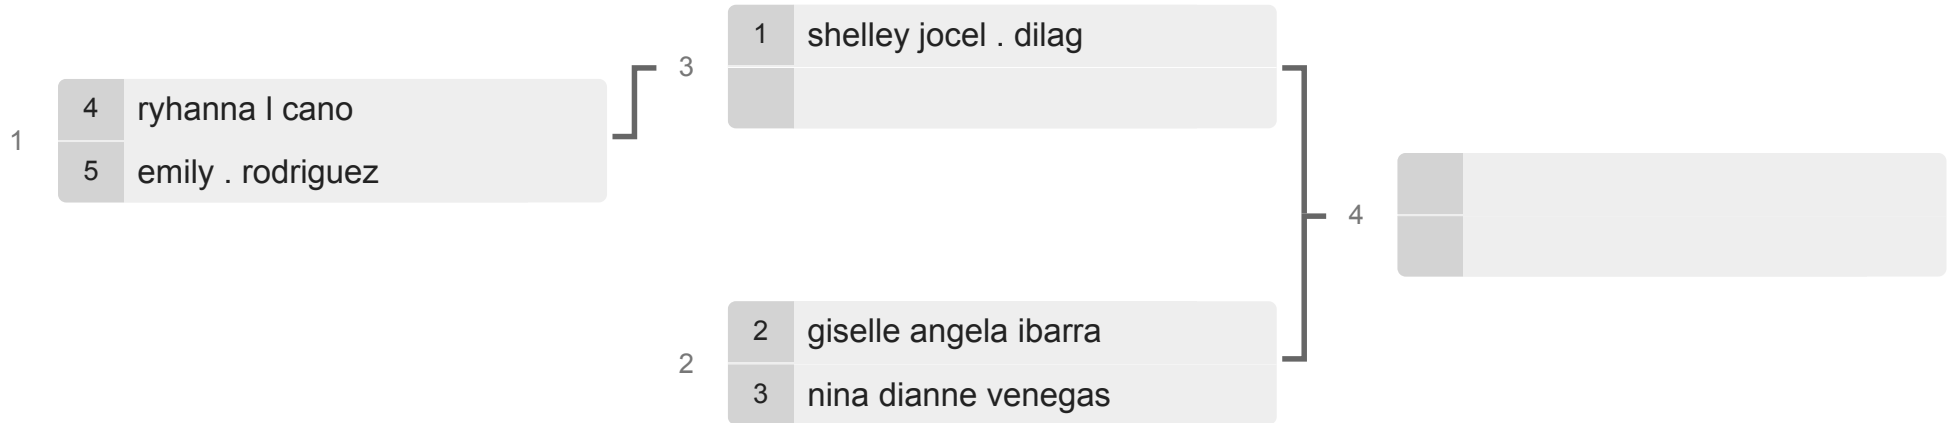 1
4 ryhanna l cano
5 emily . rodriguez
3
1 shelley jocel . dilag
2
2 giselle angela ibarra
3 nina dianne venegas
4